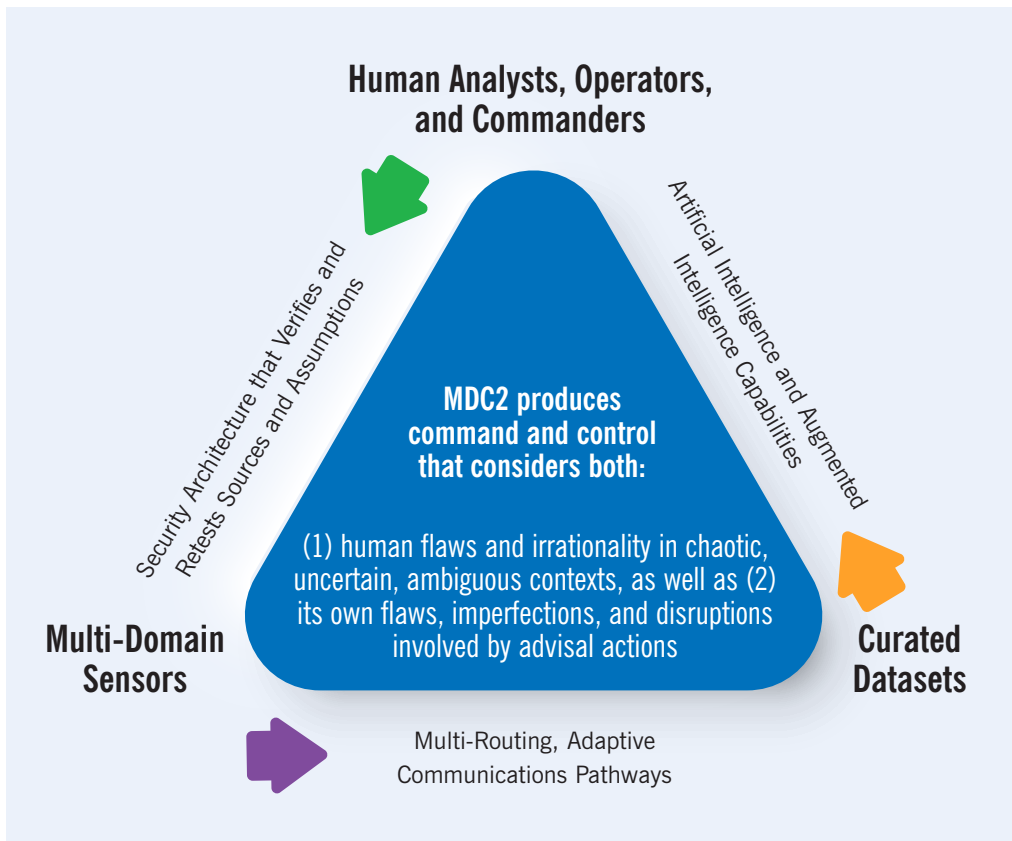 Human Analysts, Operators,
and Commanders
Security Architecture that Verifies and
Retests Sources and Assumptions
Artificial Intelligence and Augmented
Intelligence Capabilities
MDC2 produces
command and control
that considers both:
(1) human flaws and irrationality in chaotic,
uncertain, ambiguous contexts, as well as (2)
its own flaws, imperfections, and disruptions
involved by advisal actions
Multi-Domain
Sensors
Curated
Datasets
Multi-Routing, Adaptive
Communications Pathways